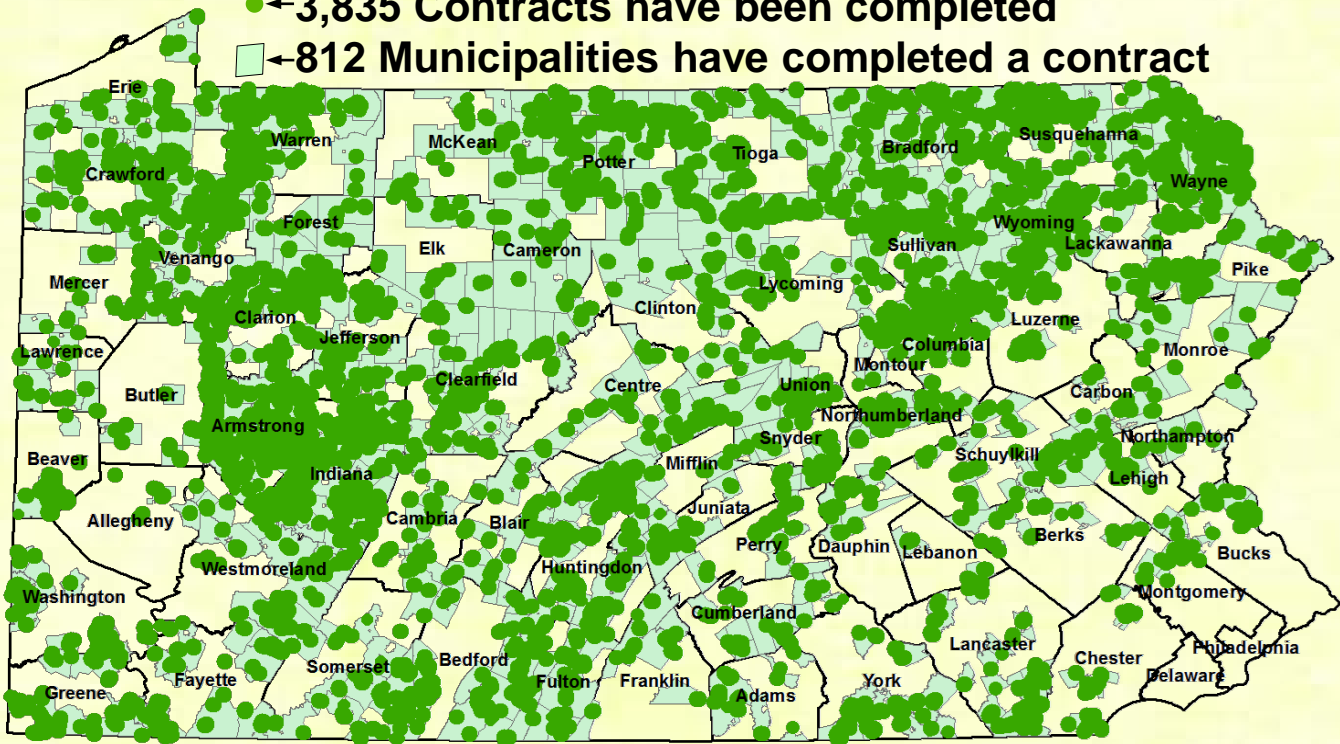 3,835 Contracts have been completed
812 Municipalities have completed a contract
Erie
Warren
McKean
Potter
Tioga
Bradford
Susquehanna
Crawford
Wayne
Forest
Wyoming
Elk
Cameron
Sullivan
Lackawanna
Venango
Mercer
Lycoming
Pike
Clinton
Clarion
Jefferson
Luzerne
Lawrence
Columbia
Monroe
Montour
Clearfield
Centre
Union
Butler
Carbon
Armstrong
Northumberland
Snyder
Northampton
Beaver
Mifflin
Schuylkill
Indiana
Lehigh
Allegheny
Cambria
Blair
Juniata
Perry
Dauphin
Lebanon
Berks
Bucks
Westmoreland
Huntingdon
Washington
Montgomery
Cumberland
Lancaster
Philadelphia
Somerset
Bedford
Chester
Greene
Fayette
Fulton
Franklin
Adams
York
Delaware